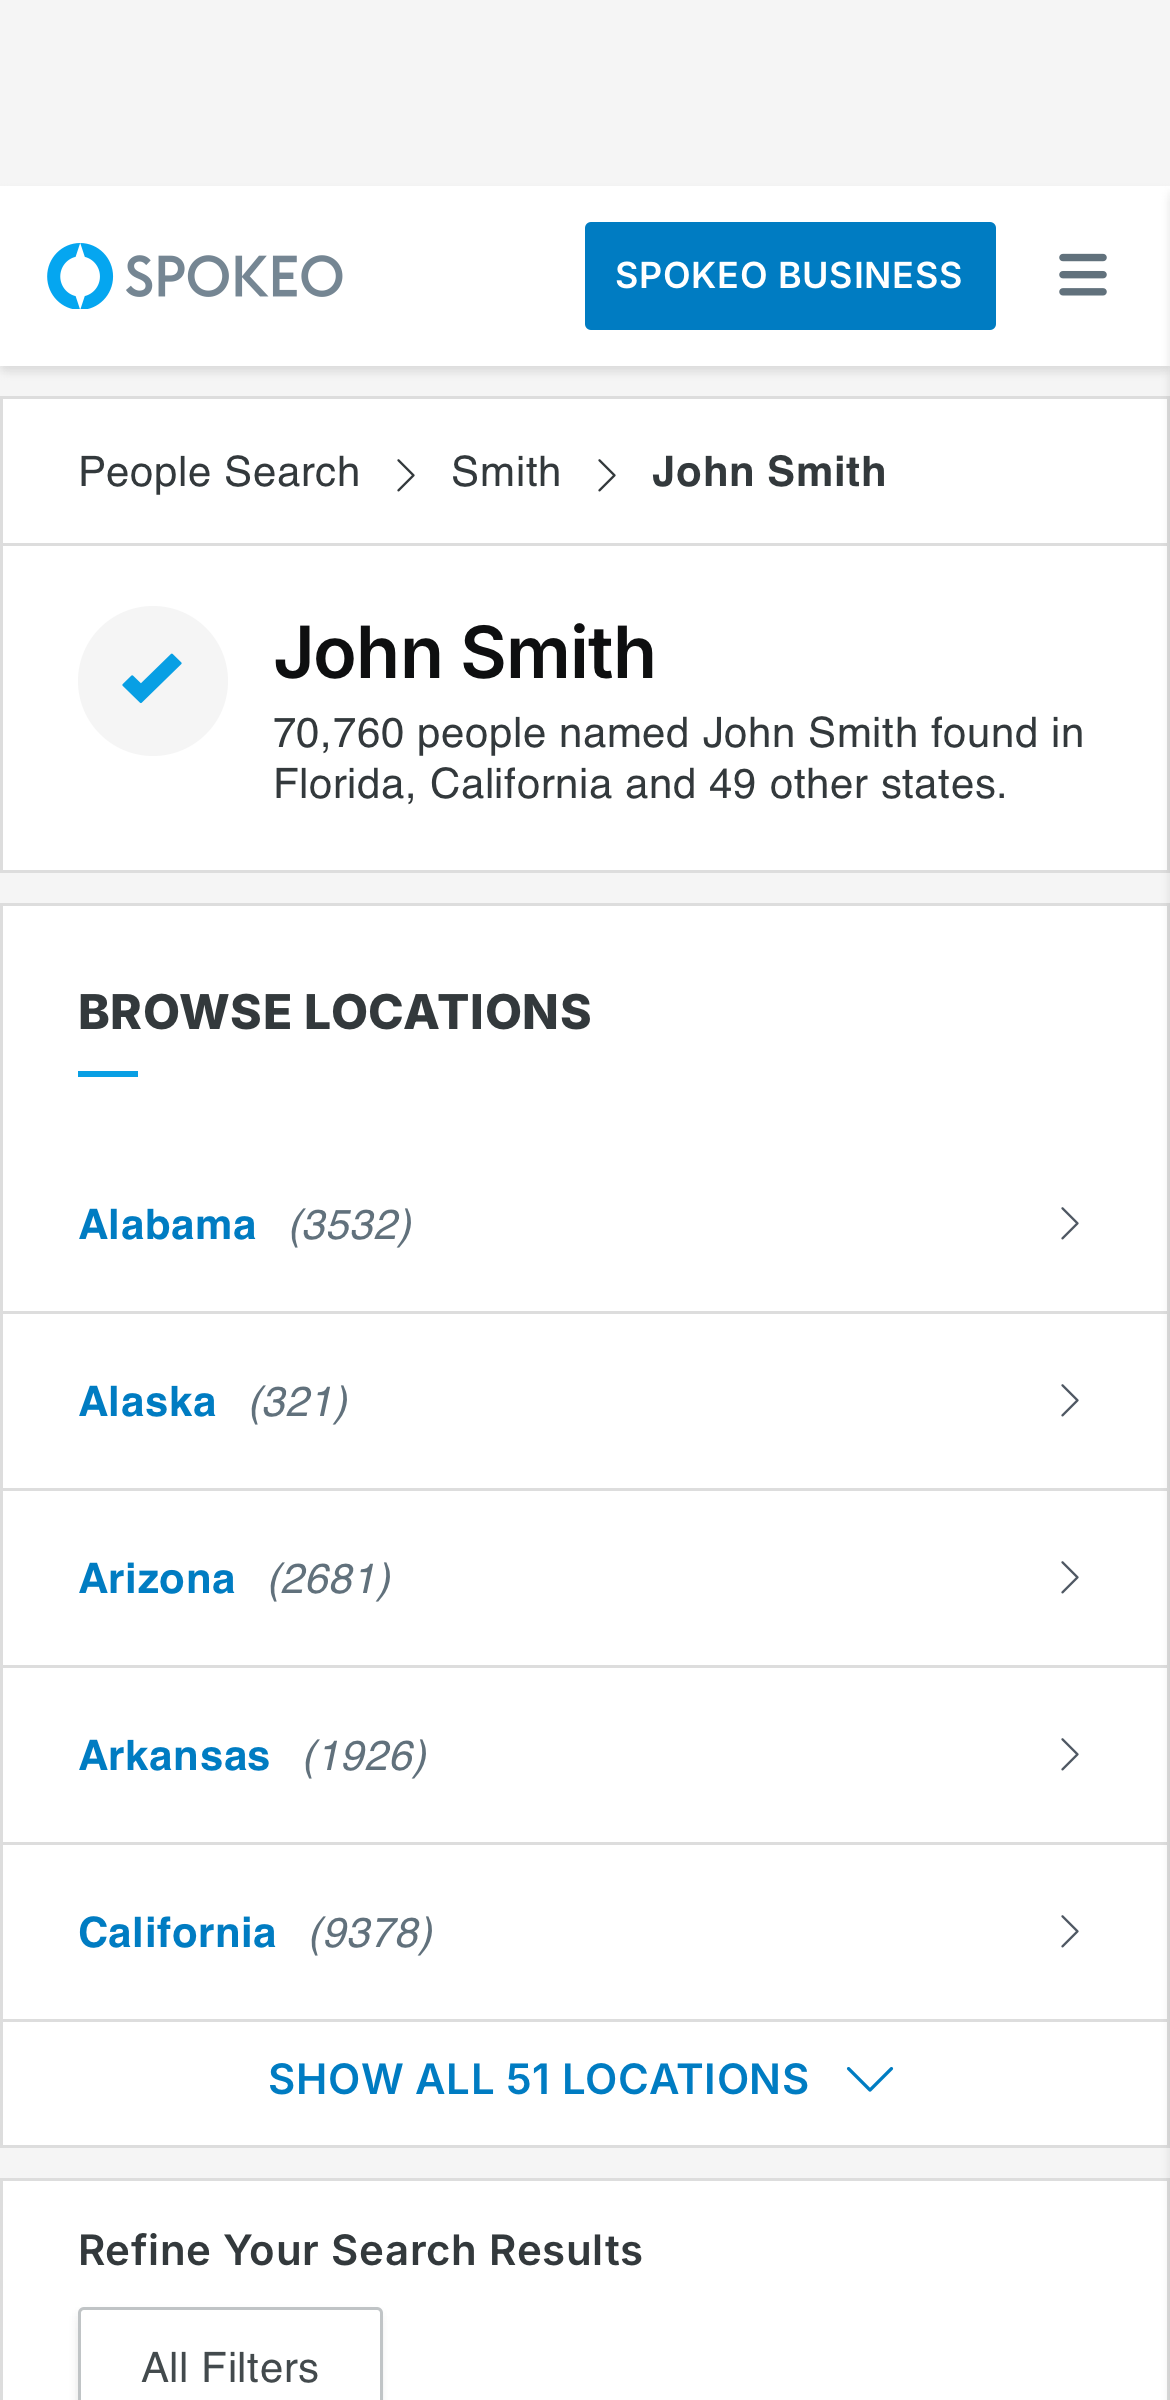 SPOKEO
SPOKEO BUSINESS
People Search > Smith > John Smith
John Smith
70,760 people named John Smith found in
Florida, California and 49 other states.
BROWSE LOCATIONS
Alabama (3532)
Alaska (321)
Arizona (2681)
Arkansas (1926)
California (9378)
SHOW ALL 51 LOCATIONS
Refine Your Search Results
All Filters